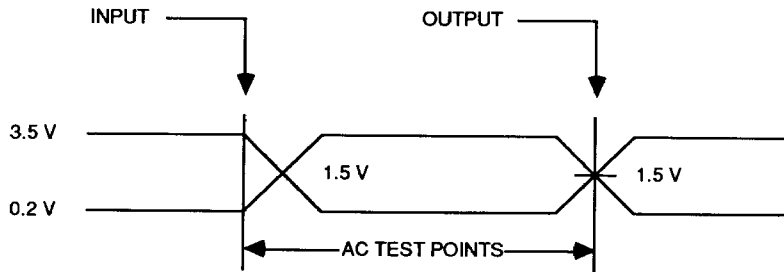 INPUT
OUTPUT
3.5 V
1.5 V
1.5 V
0.2 V
AC TEST POINTS